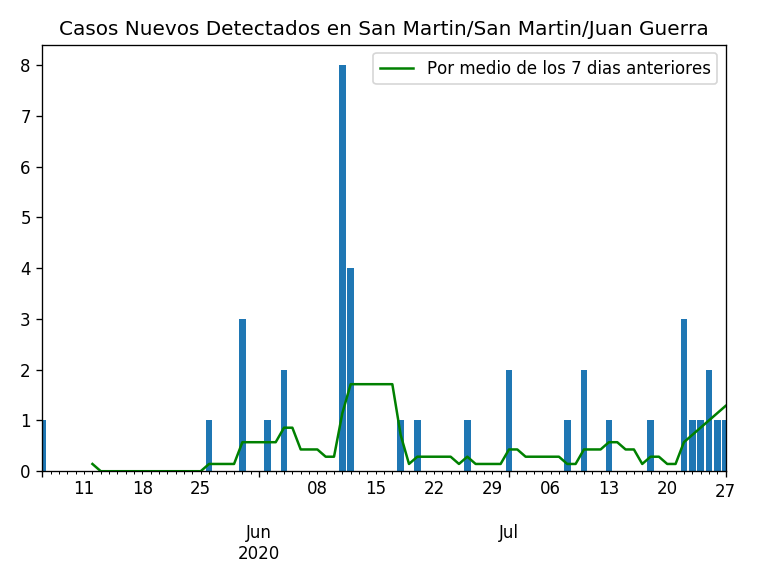 Casos Nuevos Detectados en San Martin/San Martin/Juan Guerra
Por medio de los 7 dias anteriores
8
7
6
5
4
3
2
1
0
11 18 25 08 15 22 29 06 13 20 27
Jun Jul
2020